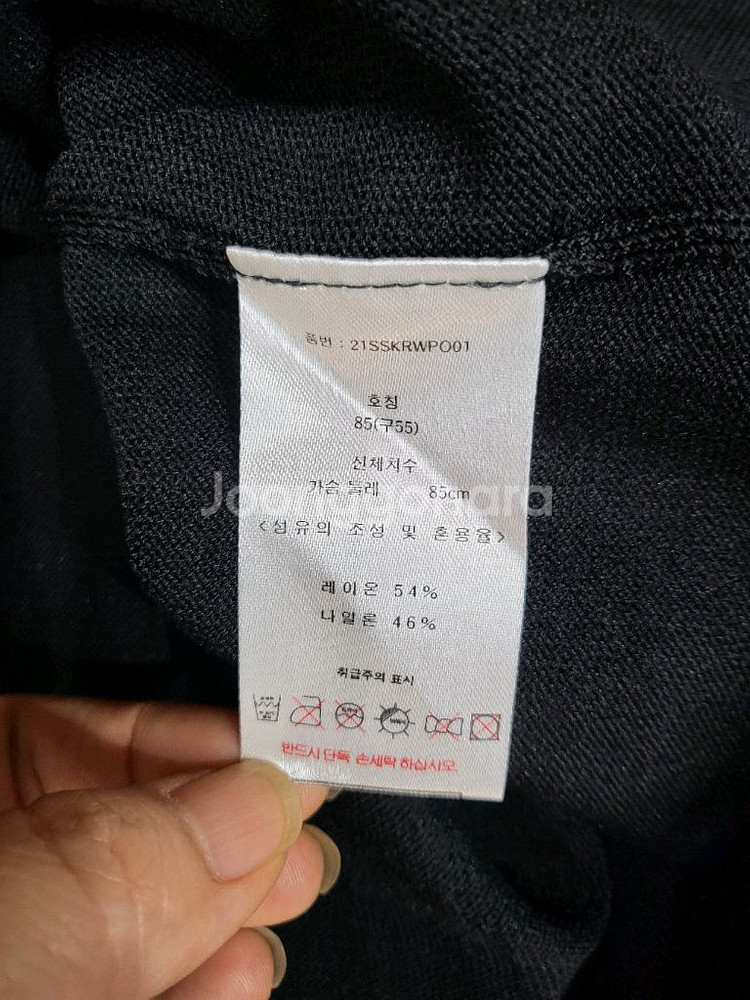 품번 : 21SSKRWPO01
호칭
85(구55)
신체치수
가슴 둘레 85cm
Joonggonara
<섬유의 조성 및 혼용율>
레이온 54%
나일론 46%
취급주의 표시
반드시 단독 손세탁 하십시오